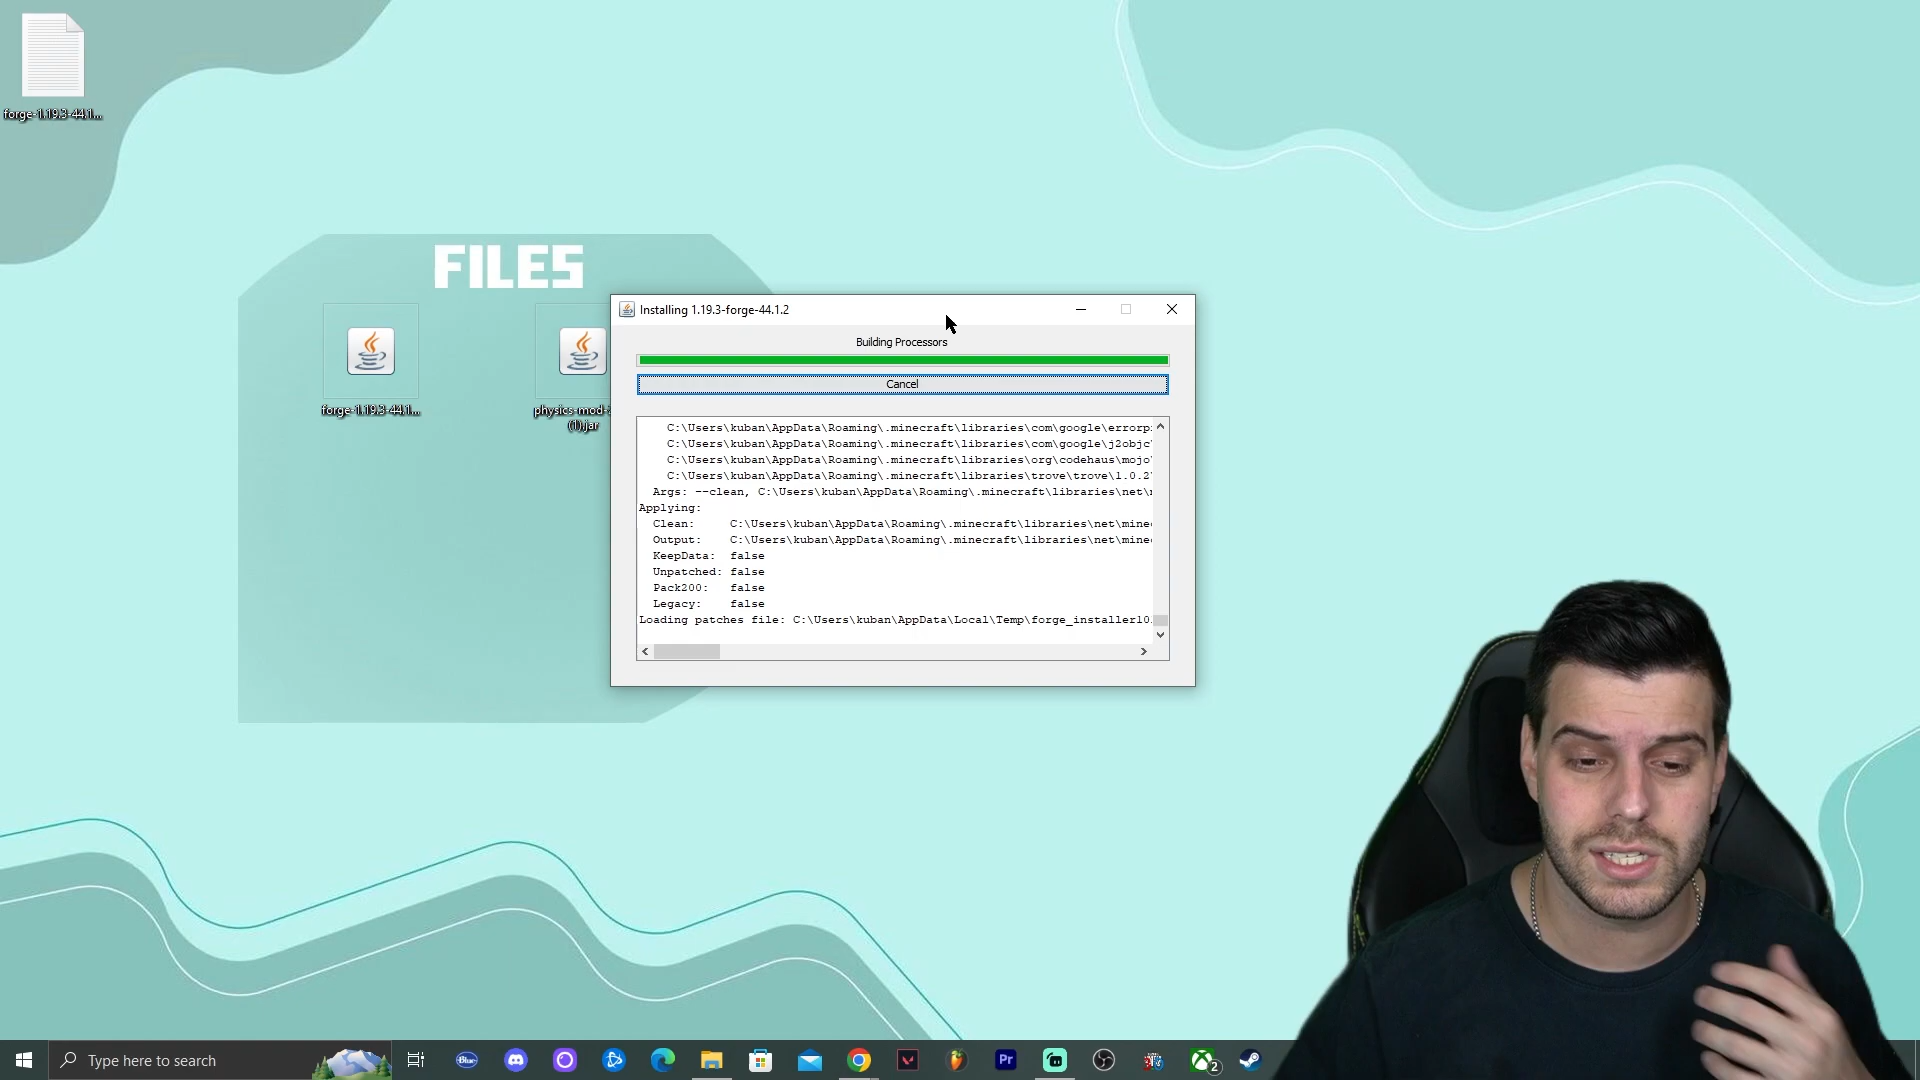 forge-1.19.3-44.1...
FILES
forge-1.19.3-44.1...
physics-mod-
(1).jar
Installing 1.19.3-forge-44.1.2
Building Processors
Cancel
C:\Users\kuban\AppData\Roaming\.minecraft\libraries\com\google\errorp
C:\Users\kuban\AppData\Roaming\.minecraft\libraries\com\google\j2objc
C:\Users\kuban\AppData\Roaming\.minecraft\libraries\org\codehaus\mojo
C:\Users\kuban\AppData\Roaming\.minecraft\libraries\trove\trove\1.0.2
Args: --clean, C:\Users\kuban\AppData\Roaming\.minecraft\libraries\net\
Applying:
Clean: C:\Users\kuban\AppData\Roaming\.minecraft\libraries\net\mine
Output: C:\Users\kuban\AppData\Roaming\.minecraft\libraries\net\mine
KeepData: false
Unpatched: false
Pack200: false
Legacy: false
Loading patches file: C:\Users\kuban\AppData\Local\Temp\forge_installer10
Type here to search
Blue
Pr
2